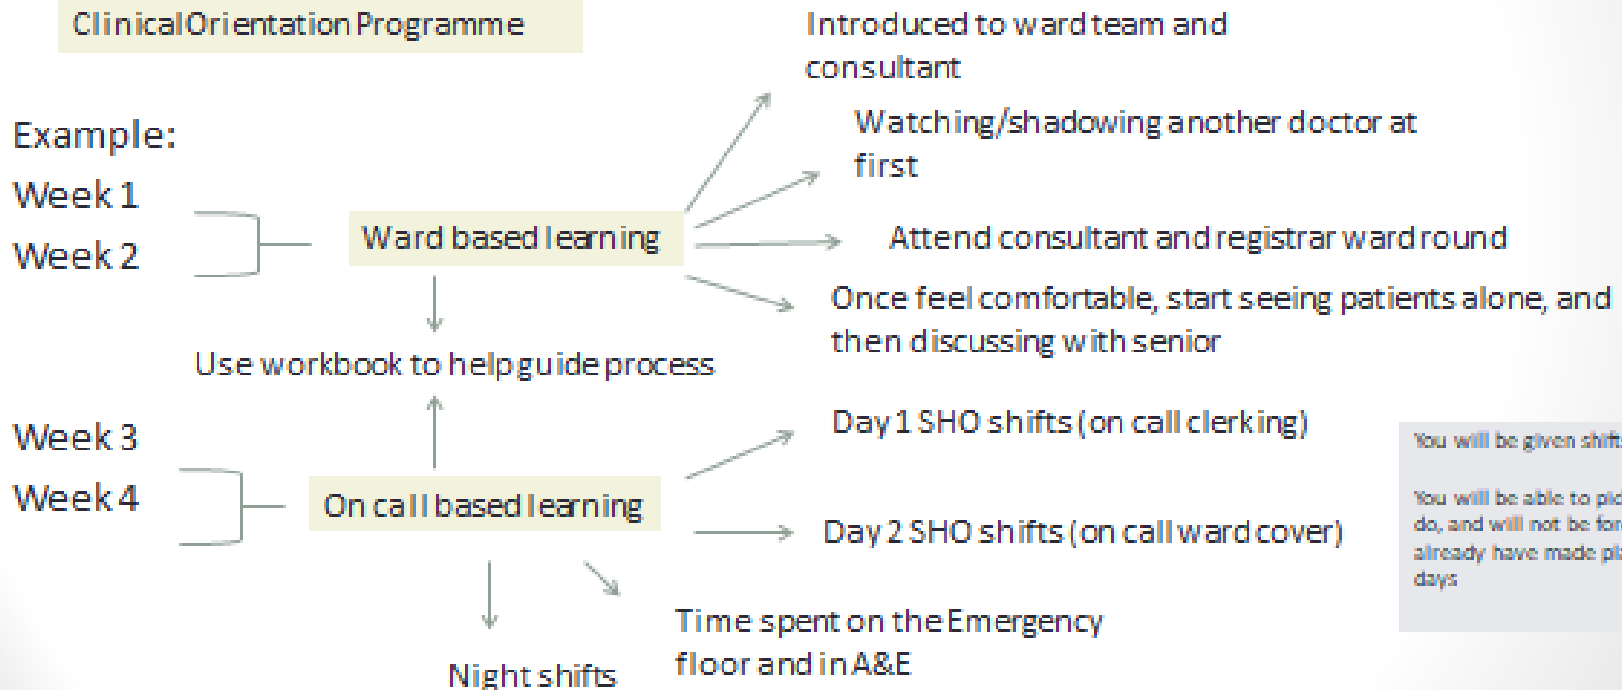 Clinical Orientation Programme
Introduced to ward team and
consultant
Example:
Watching/shadowing another doctor at
first
Week 1
Week 2
Ward based learning
Attend consultant and registrar ward round
Once feel comfortable, start seeing patients alone, and
then discussing with senior
Use workbook to help guide process
Week 3
Week 4
On call based learning
Day 1 SHO shifts (on call clerking)
Day 2 SHO shifts (on call ward cover)
Time spent on the Emergency
floor and in A&E
Night shifts
You will be given
You will be able to
do, and will not be
already have made
days